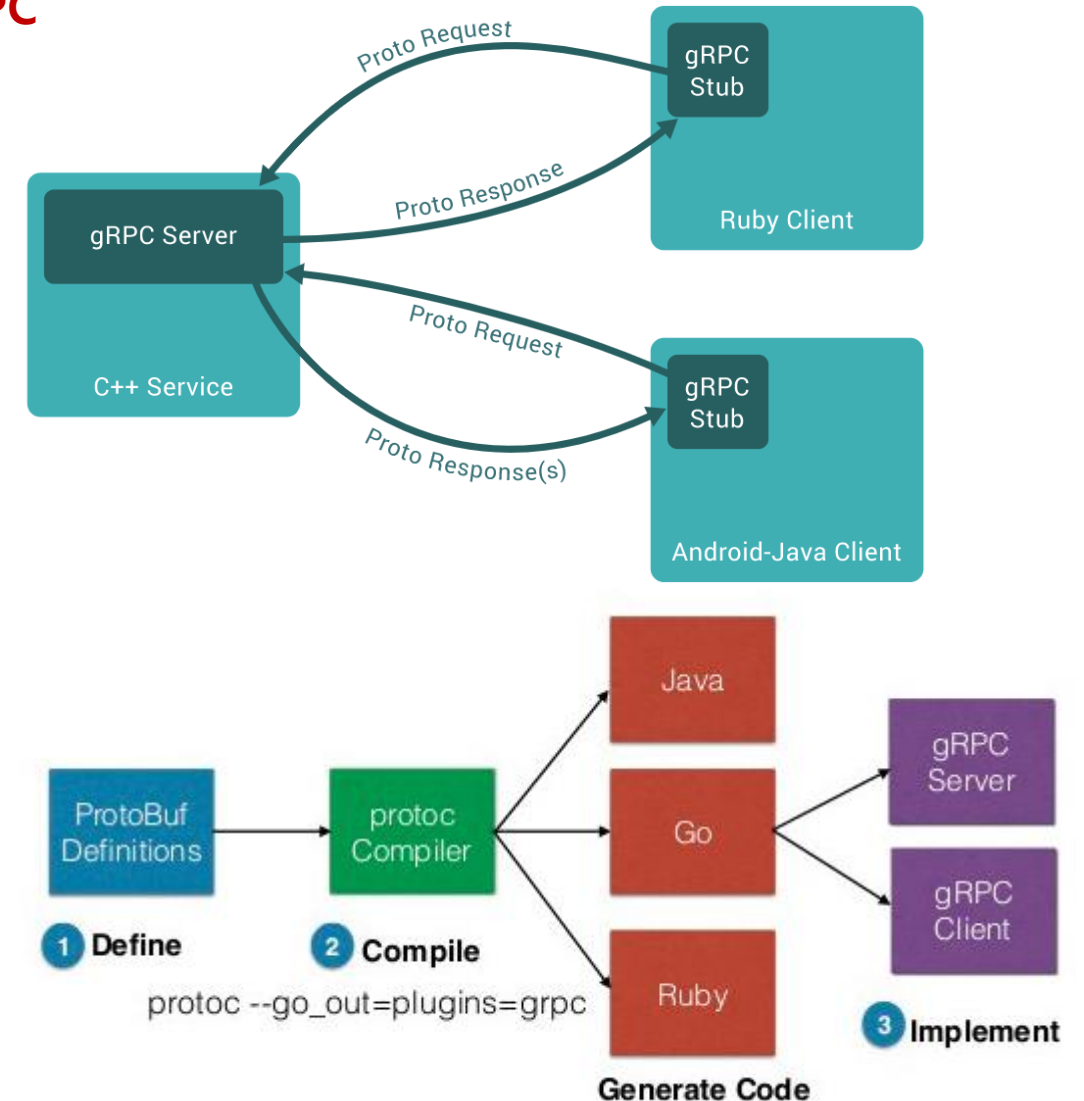 PC
Proto Request
gRPC
Stub
Proto Response
gRPC Server
Ruby Client
Proto Request
C++ Service
gRPC
Stub
Proto Response(s)
Android-Java Client
Java
gRPC
Server
ProtoBuf
Definitions
protoc
Compiler
Go
gRPC
Client
1 Define
2 Compile
protoc --go_out=plugins=grpc
Ruby
3 Implement
Generate Code